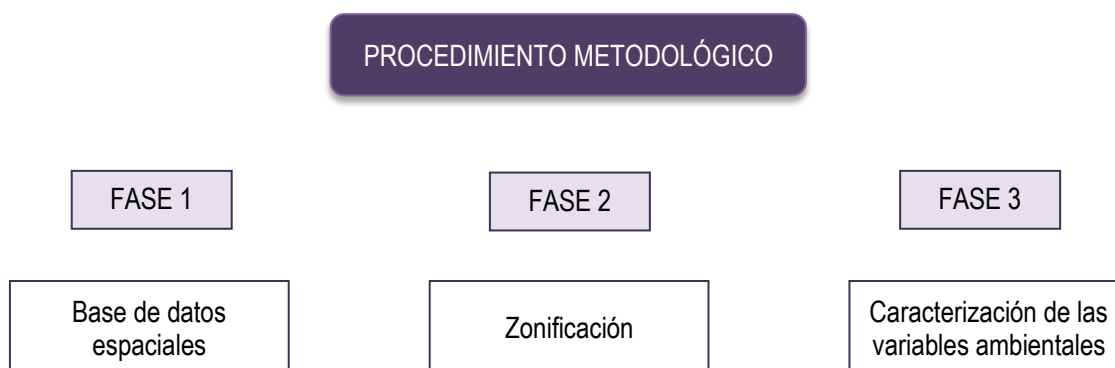 PROCEDIMIENTO METODOLÓGICO
FASE 1
FASE 2
FASE 3
Base de datos
espaciales
Zonificación
Caracterización de las
variables ambientales